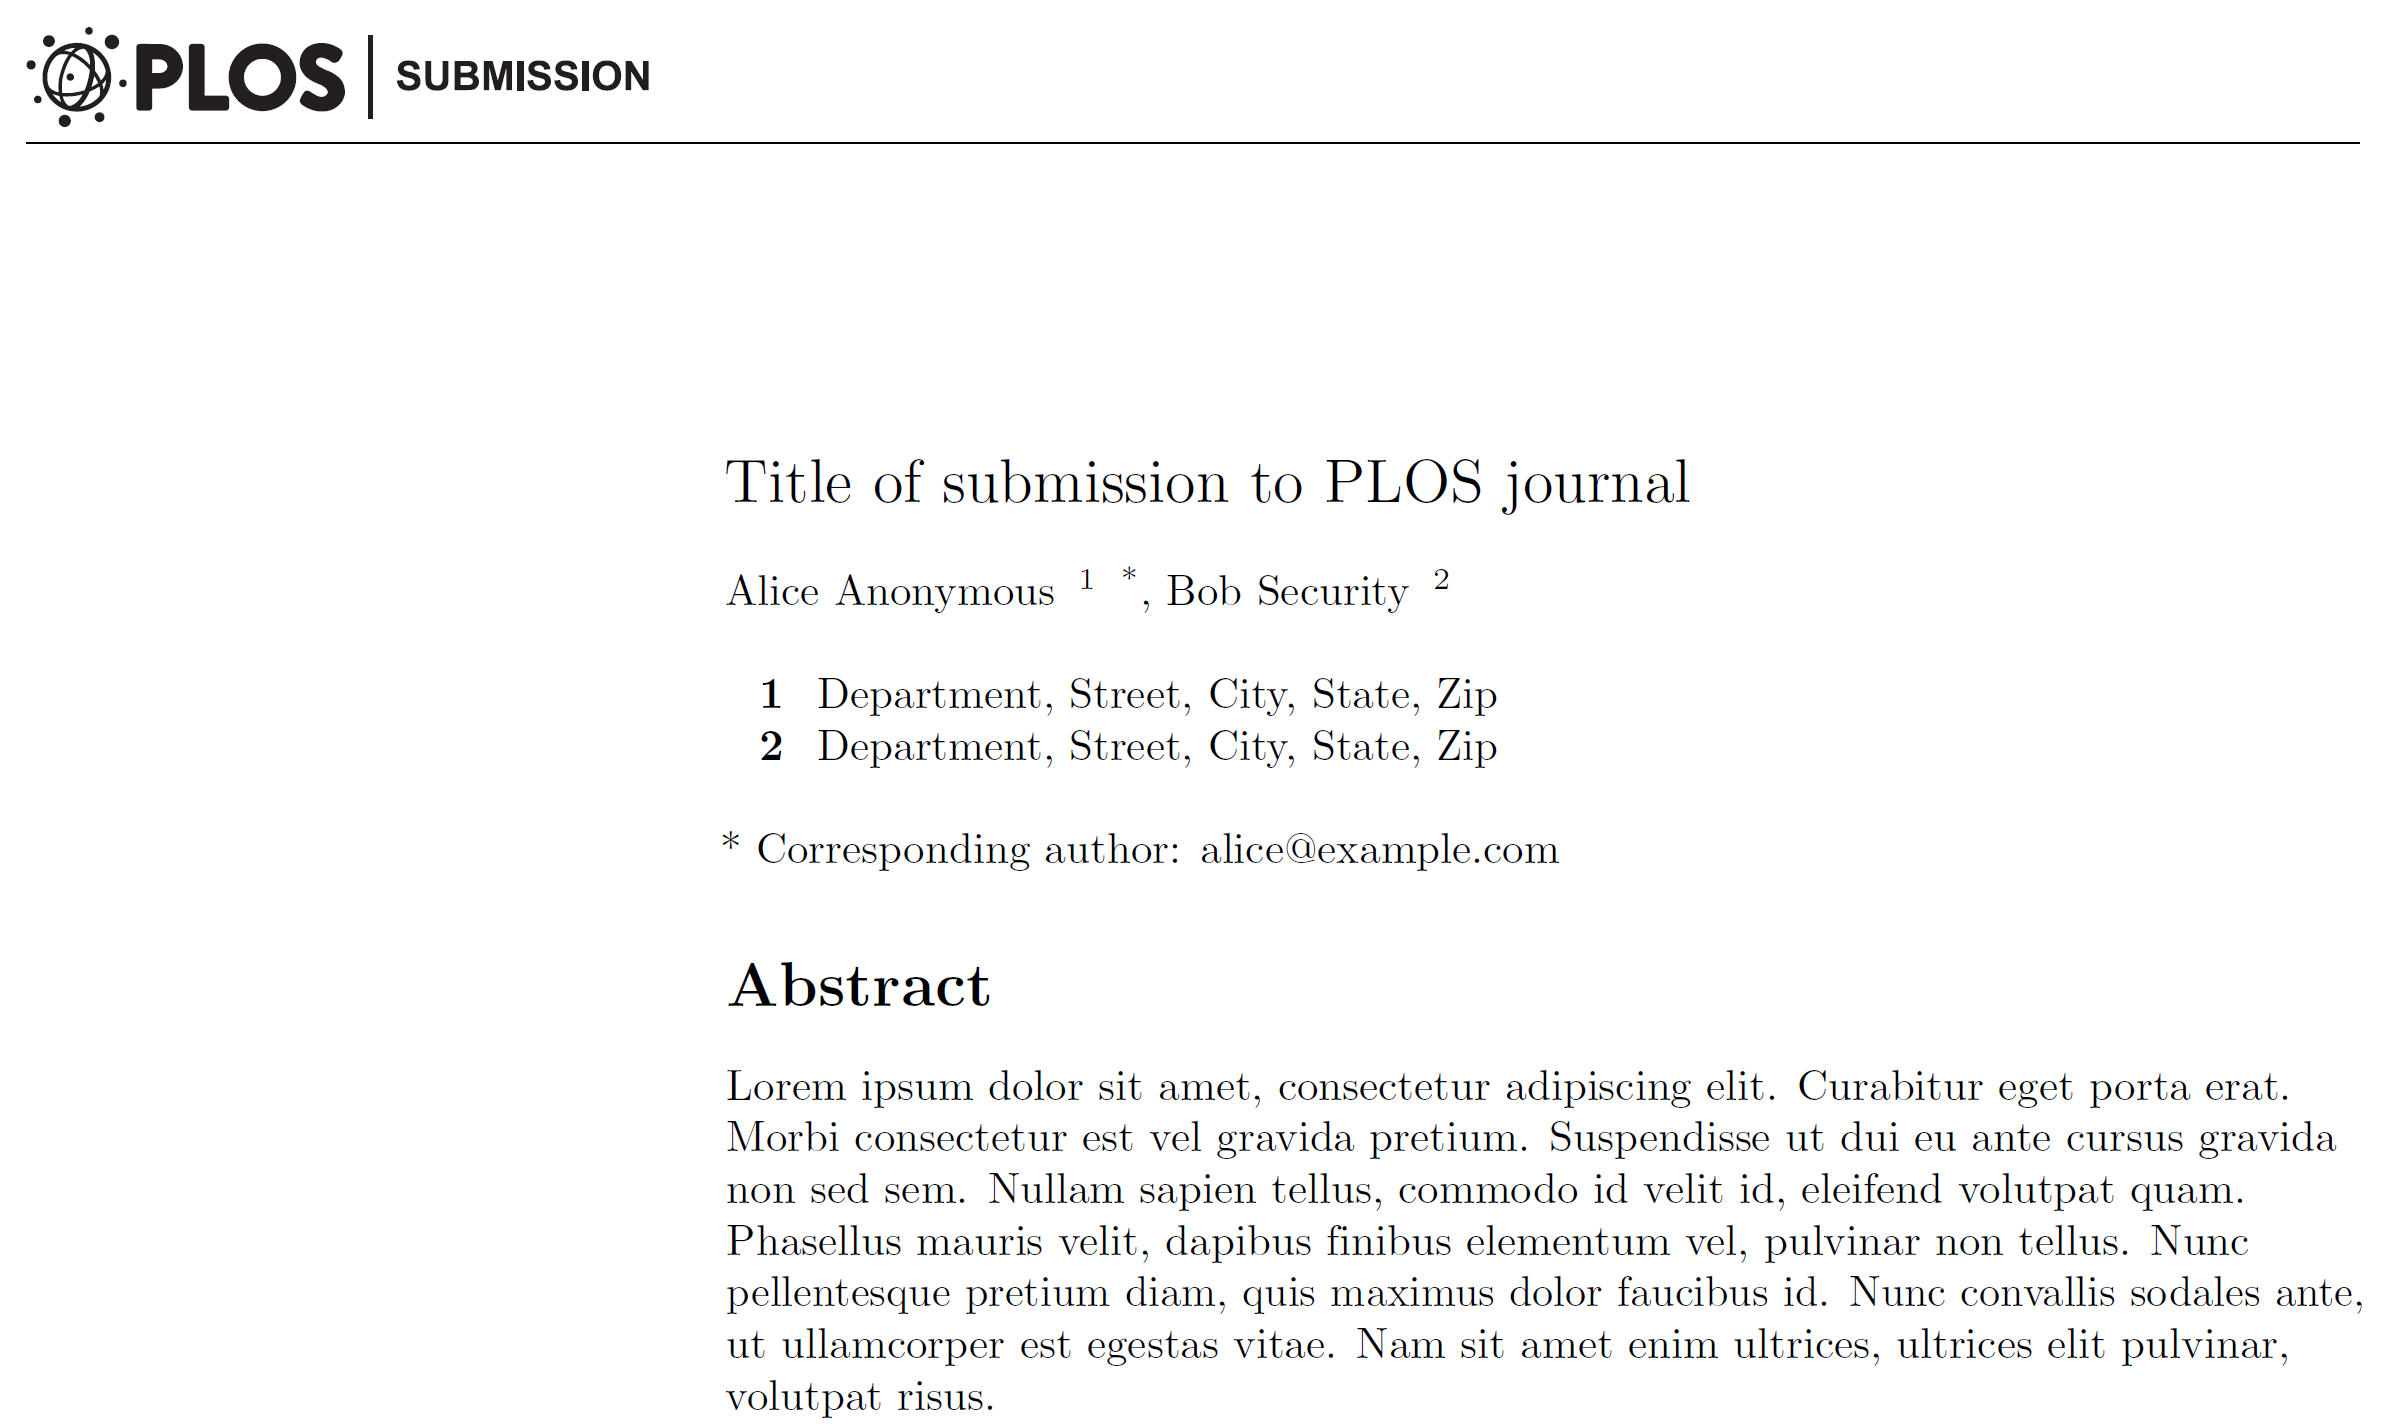 PLOS | SUBMISSION
Title of submission to PLOS journal
Alice Anonymous 1 *, Bob Security 2
1 Department, Street, City, State, Zip
2 Department, Street, City, State, Zip
* Corresponding author: alice@example.com
Abstract
Lorem ipsum dolor sit amet, consectetur adipiscing elit. Curabitur eget porta erat.
Morbi consectetur est vel gravida pretium. Suspendisse ut dui eu ante cursus gravida
non sed sem. Nullam sapien tellus, commodo id velit id, eleifend volutpat quam.
Phasellus mauris velit, dapibus finibus elementum vel, pulvinar non tellus. Nunc
pellentesque pretium diam, quis maximus dolor faucibus id. Nunc convallis sodales ante,
ut ullamcorper est egestas vitae. Nam sit amet enim ultrices, ultrices elit pulvinar,
volutpat risus.